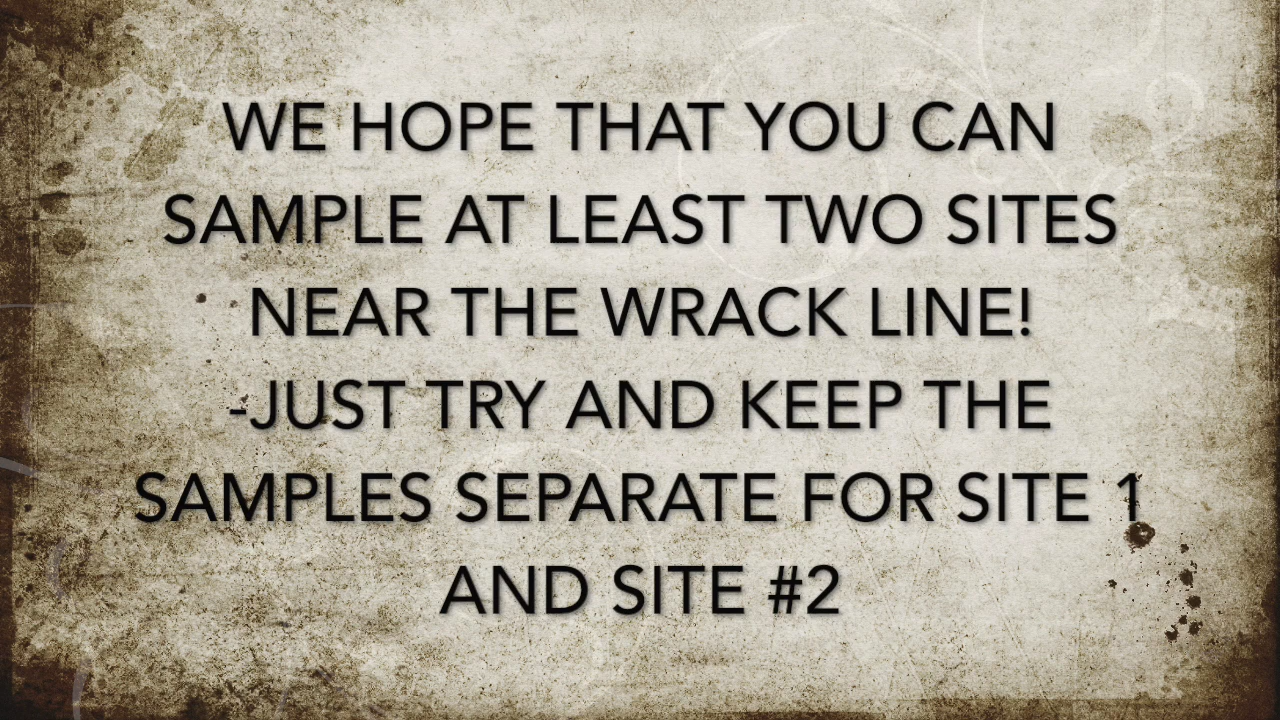 WE HOPE THAT YOU CAN
SAMPLE AT LEAST TWO SITES
NEAR THE WRACK LINE!
-JUST TRY AND KEEP THE
SAMPLES SEPARATE FOR SITE 1
AND SITE #2